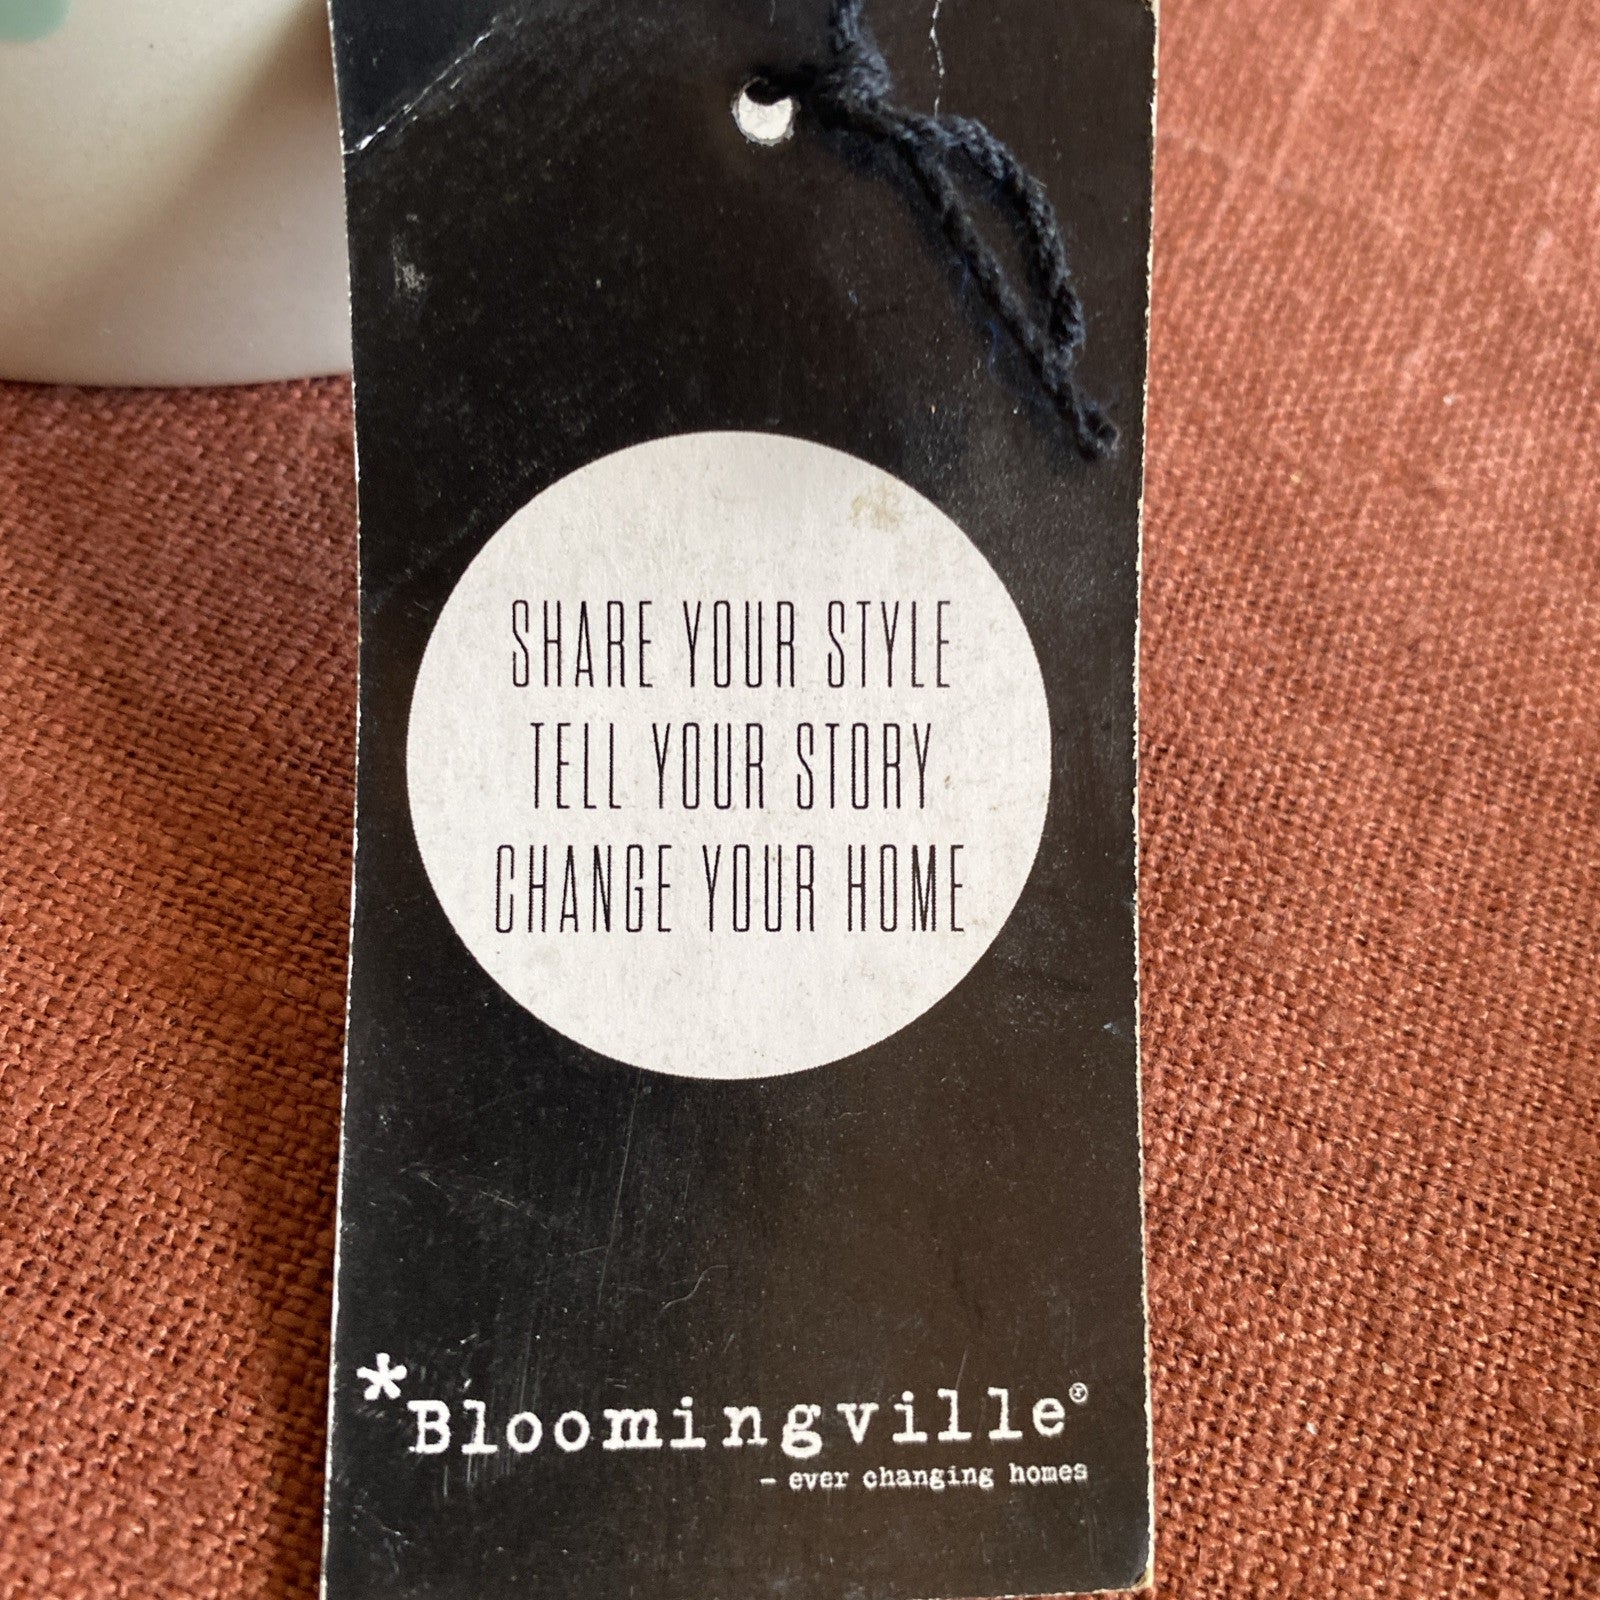 SHARE YOUR STYLE
TELL YOUR STORY
CHANGE YOUR HOME
*Bloomingville®
- ever changing homes